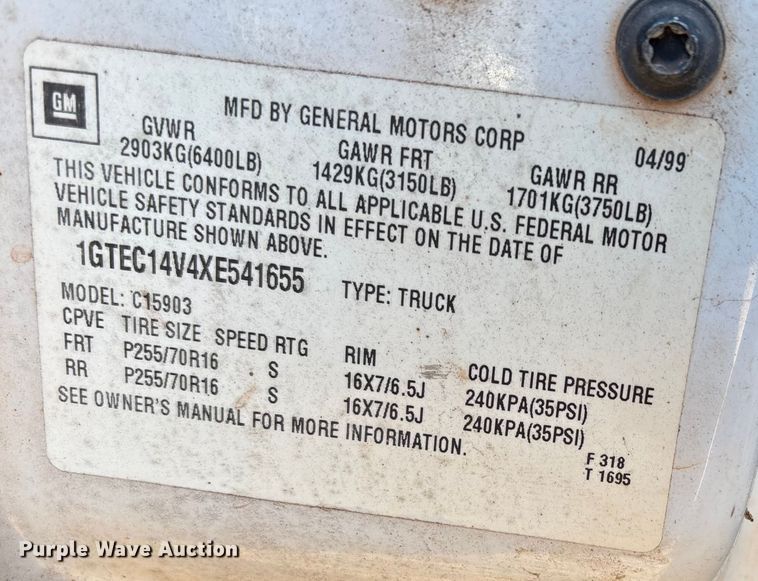 GM
MFD BY GENERAL MOTORS CORP 04/99
GVWR GAWR FRT GAWR RR
2903KG(6400LB) 1429KG(3150LB) 1701KG(3750LB)
THIS VEHICLE CONFORMS TO ALL APPLICABLE U.S. FEDERAL MOTOR
VEHICLE SAFETY STANDARDS IN EFFECT ON THE DATE OF
MANUFACTURE SHOWN ABOVE.
1GTEC14V4XE541655 TYPE: TRUCK
MODEL: C15903
CPVE TIRE SIZE SPEED RTG RIM COLD TIRE PRESSURE
FRT P255/70R16 S 16X7/6.5J 240KPA(35PSI)
RR P255/70R16 S 16X7/6.5J 240KPA(35PSI)
SEE OWNER'S MANUAL FOR MORE INFORMATION.
F 318
T 1695
Purple Wave Auction